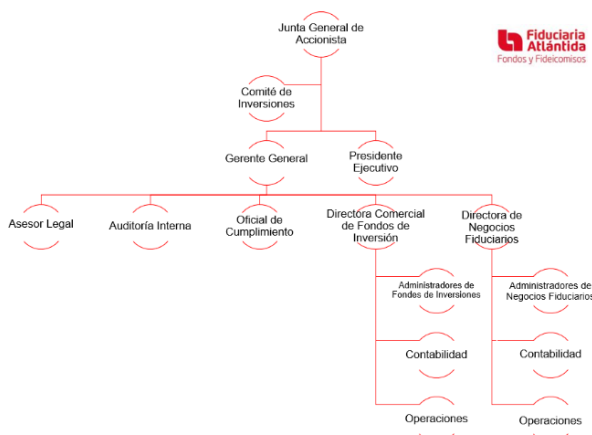 Junta General de
Accionista
Fiduciaria
Atlántida
Fondos y Fideicomisos
Comité de
Inversiones
Gerente General
Presidente
Ejecutivo
Asesor Legal
Auditoría Interna
Oficial de
Cumplimiento
Directora Comercial
de Fondos de
Inversión
Directora de
Negocios
Fiduciarios
Administradores de
Fondes de Inversiones
Administradores de
Negocios Fiduciarios
Contabilidad
Contabilidad
Operaciones
Operaciones